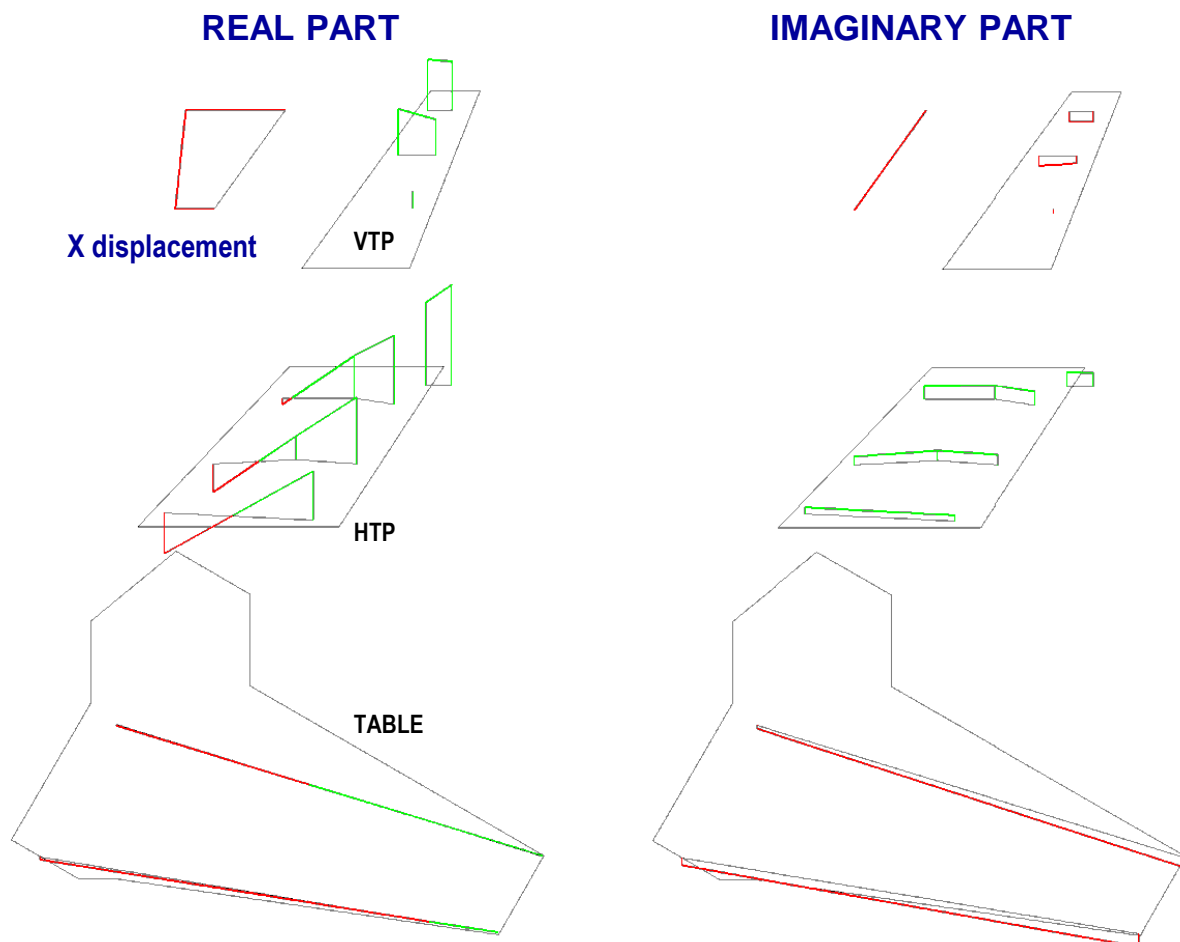 REAL PART
IMAGINARY PART
X displacement
VTP
HTP
TABLE